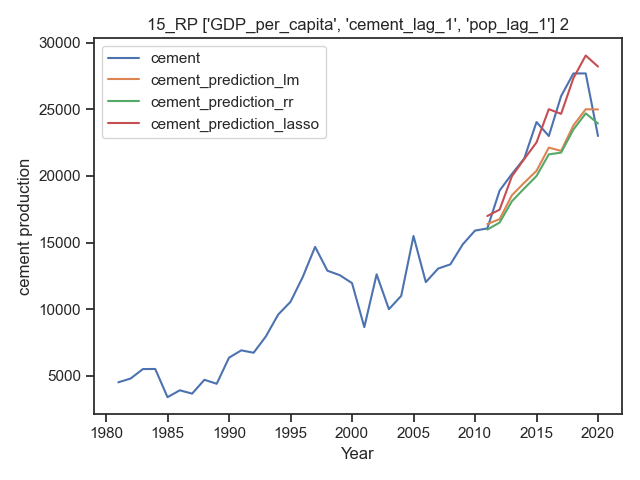 15_RP ['GDP_per_capita', 'cement_lag_1', 'pop_lag_1'] 2
30000
25000
20000
15000
10000
5000
cement production
cement
cement_prediction_lm
cement_prediction_rr
cement_prediction_lasso
1980 1985 1990 1995 2000 2005 2010 2015 2020
Year